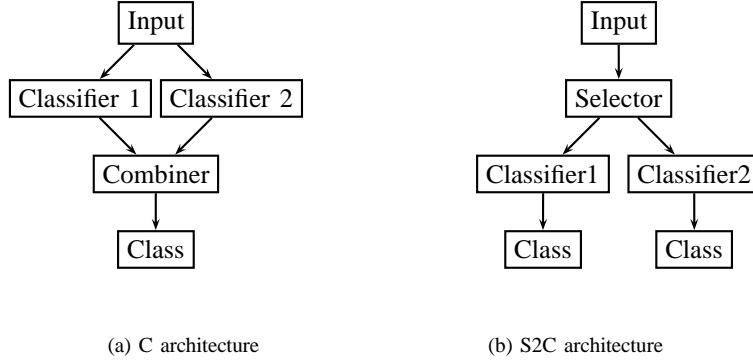 Input
Classifier 1
Classifier 2
Combiner
Class
(a) C architecture
Input
Selector
Classifier1
Classifier2
Class
Class
(b) S2C architecture